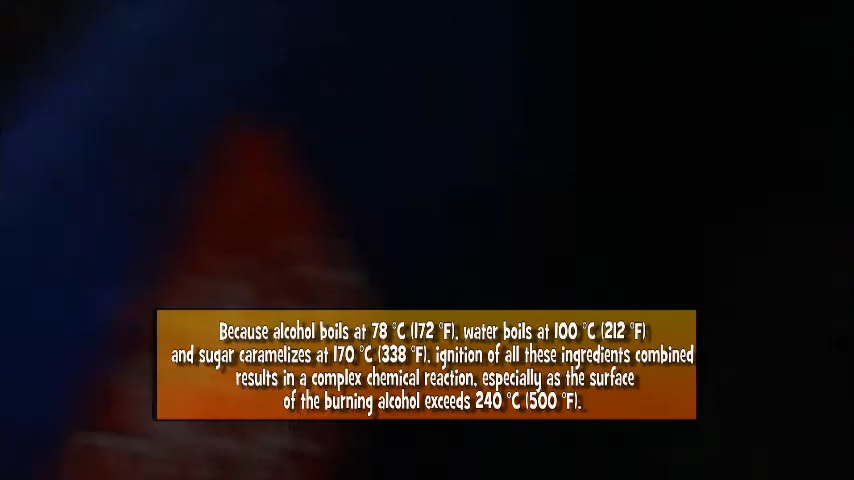 Because alcohol boils at 78 °C (172 °F), water boils at 100 °C (212 °F)
and sugar caramelizes at 170 °C (338 °F), ignition of all these ingredients combined
results in a complex chemical reaction, especially as the surface
of the burning alcohol exceeds 240 °C (500 °F).